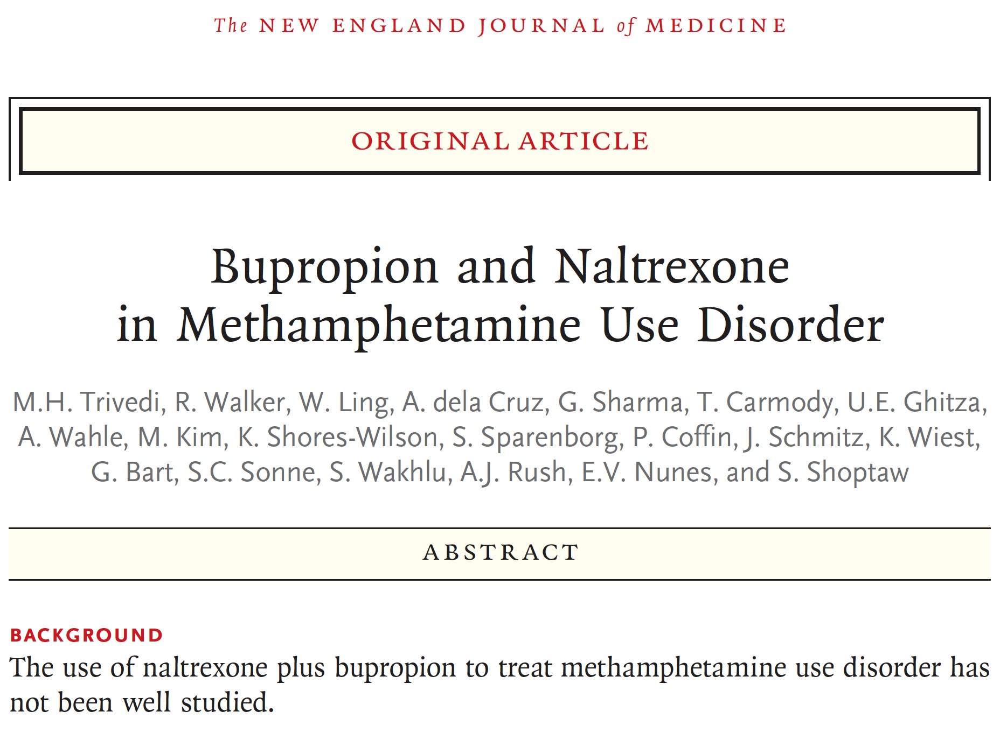 The NEW ENGLAND JOURNAL of MEDICINE
ORIGINAL ARTICLE
Bupropion and Naltrexone
in Methamphetamine Use Disorder
M.H. Trivedi, R. Walker, W. Ling, A. dela Cruz, G. Sharma, T. Carmody, U.E. Ghitza,
A. Wahle, M. Kim, K. Shores-Wilson, S. Sparenborg, P. Coffin, J. Schmitz, K. Wiest,
G. Bart, S.C. Sonne, S. Wakhlu, A.J. Rush, E.V. Nunes, and S. Shoptaw
ABSTRACT
BACKGROUND
The use of naltrexone plus bupropion to treat methamphetamine use disorder has
not been well studied.